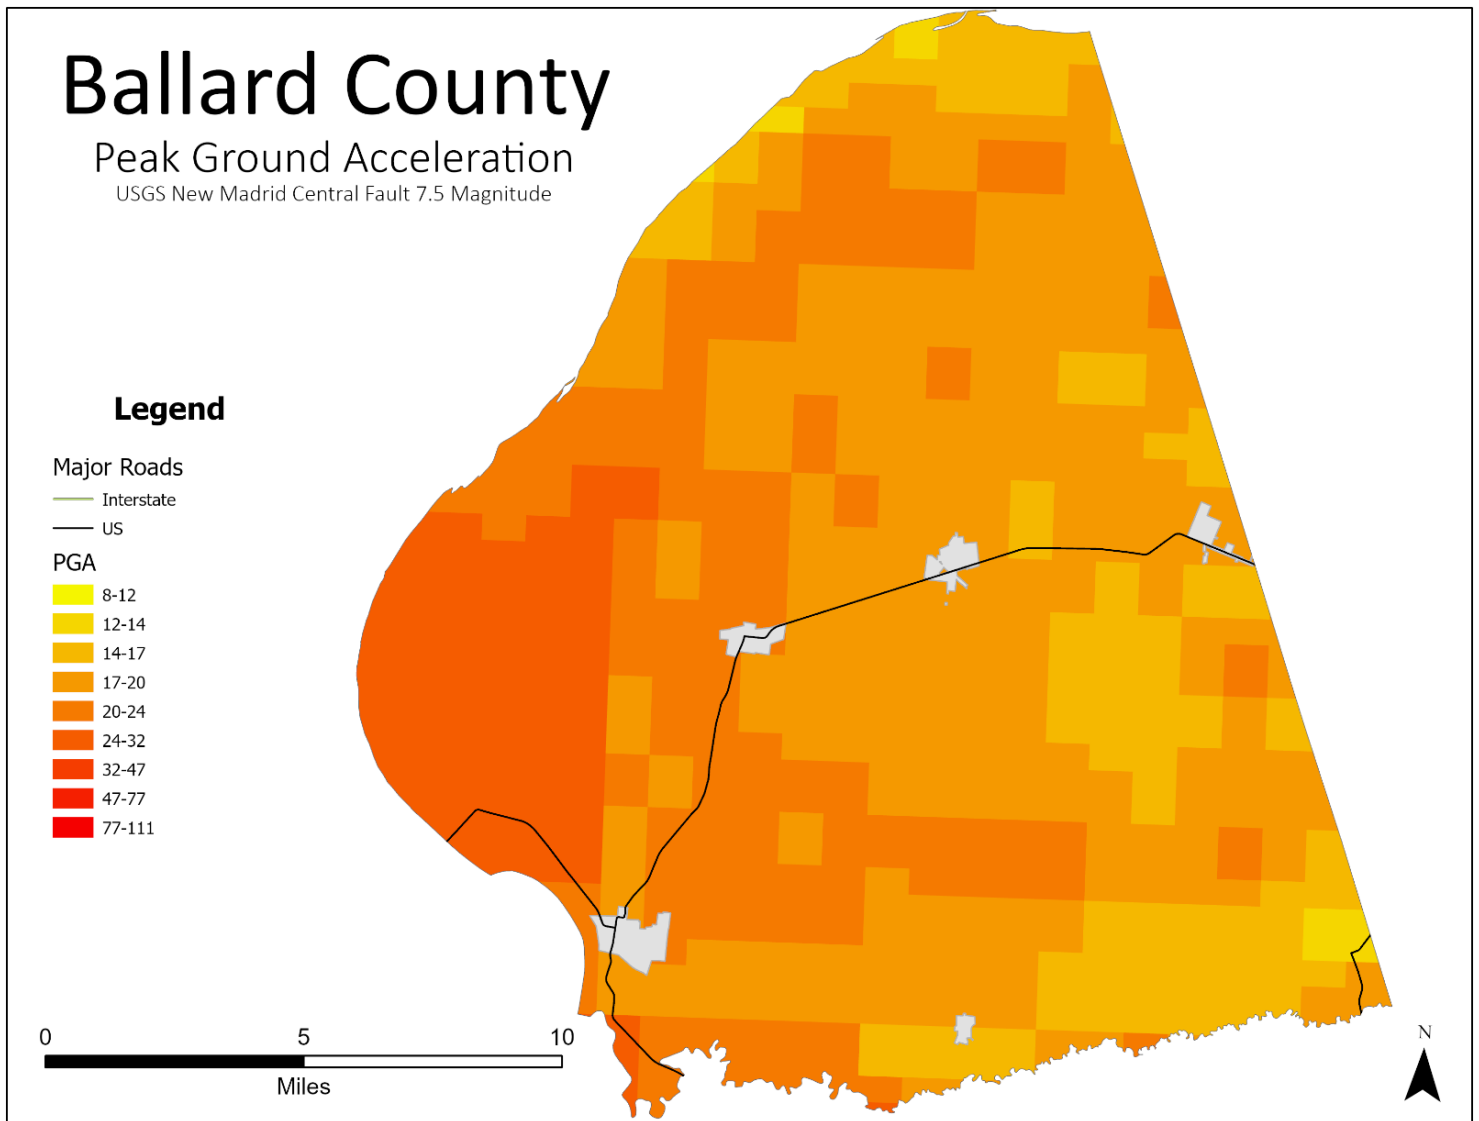 Ballard County
Peak Ground Acceleration
USGS New Madrid Central Fault 7.5 Magnitude
Legend
Major Roads
Interstate
US
PGA
8-12
12-14
14-17
17-20
20-24
24-32
32-47
47-77
77-111
0 5 10
Miles
N